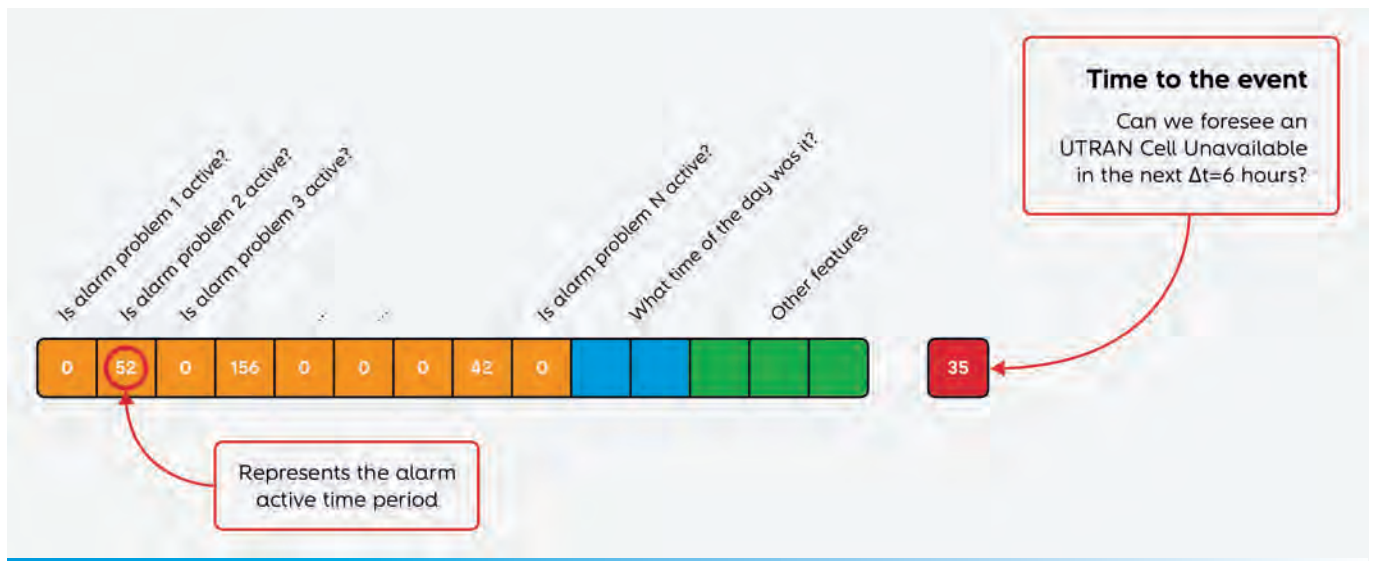 Time to the event
Can we foresee an
UTRAN Cell Unavailable
in the next Δt=6 hours?
Is alarm problem 1 active?
Is alarm problem 2 active?
Is alarm problem 3 active?
...
...
Is alarm problem N active?
What time of the day was it?
Other features
0 52 0 156 0 0 0 42 0
35
Represents the alarm
active time period